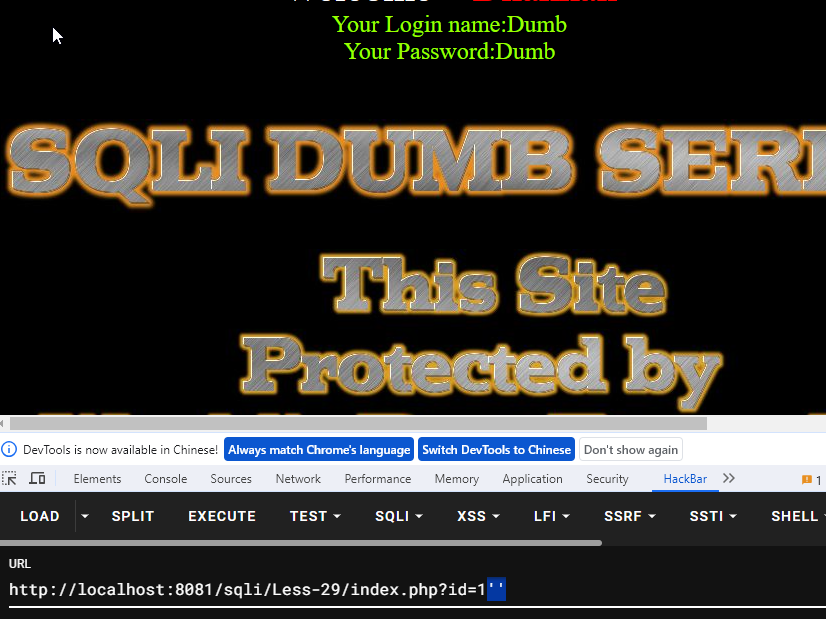 Your Login name:Dumb
Your Password:Dumb
SQLI DUMB SERI
This Site
Protected by
DevTools is now available in Chinese! Always match Chrome's language Switch DevTools to Chinese Don't show again
Elements Console Sources Network Performance Memory Application Security HackBar 1
LOAD SPLIT EXECUTE TEST SQLI XSS LFI SSRF SSTI SHELL
URL
http://localhost:8081/sqli/Less-29/index.php?id=1''